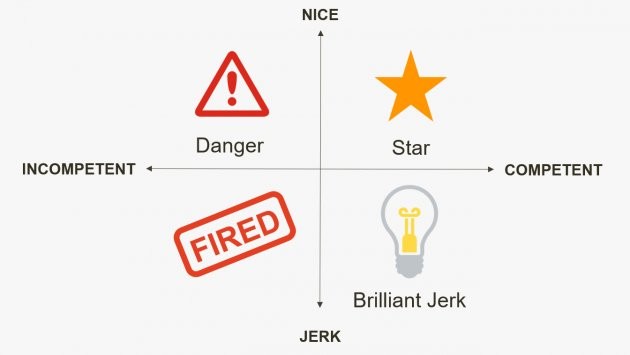 NICE
Danger
Star
INCOMPETENT
COMPETENT
FIRED
Brilliant Jerk
JERK